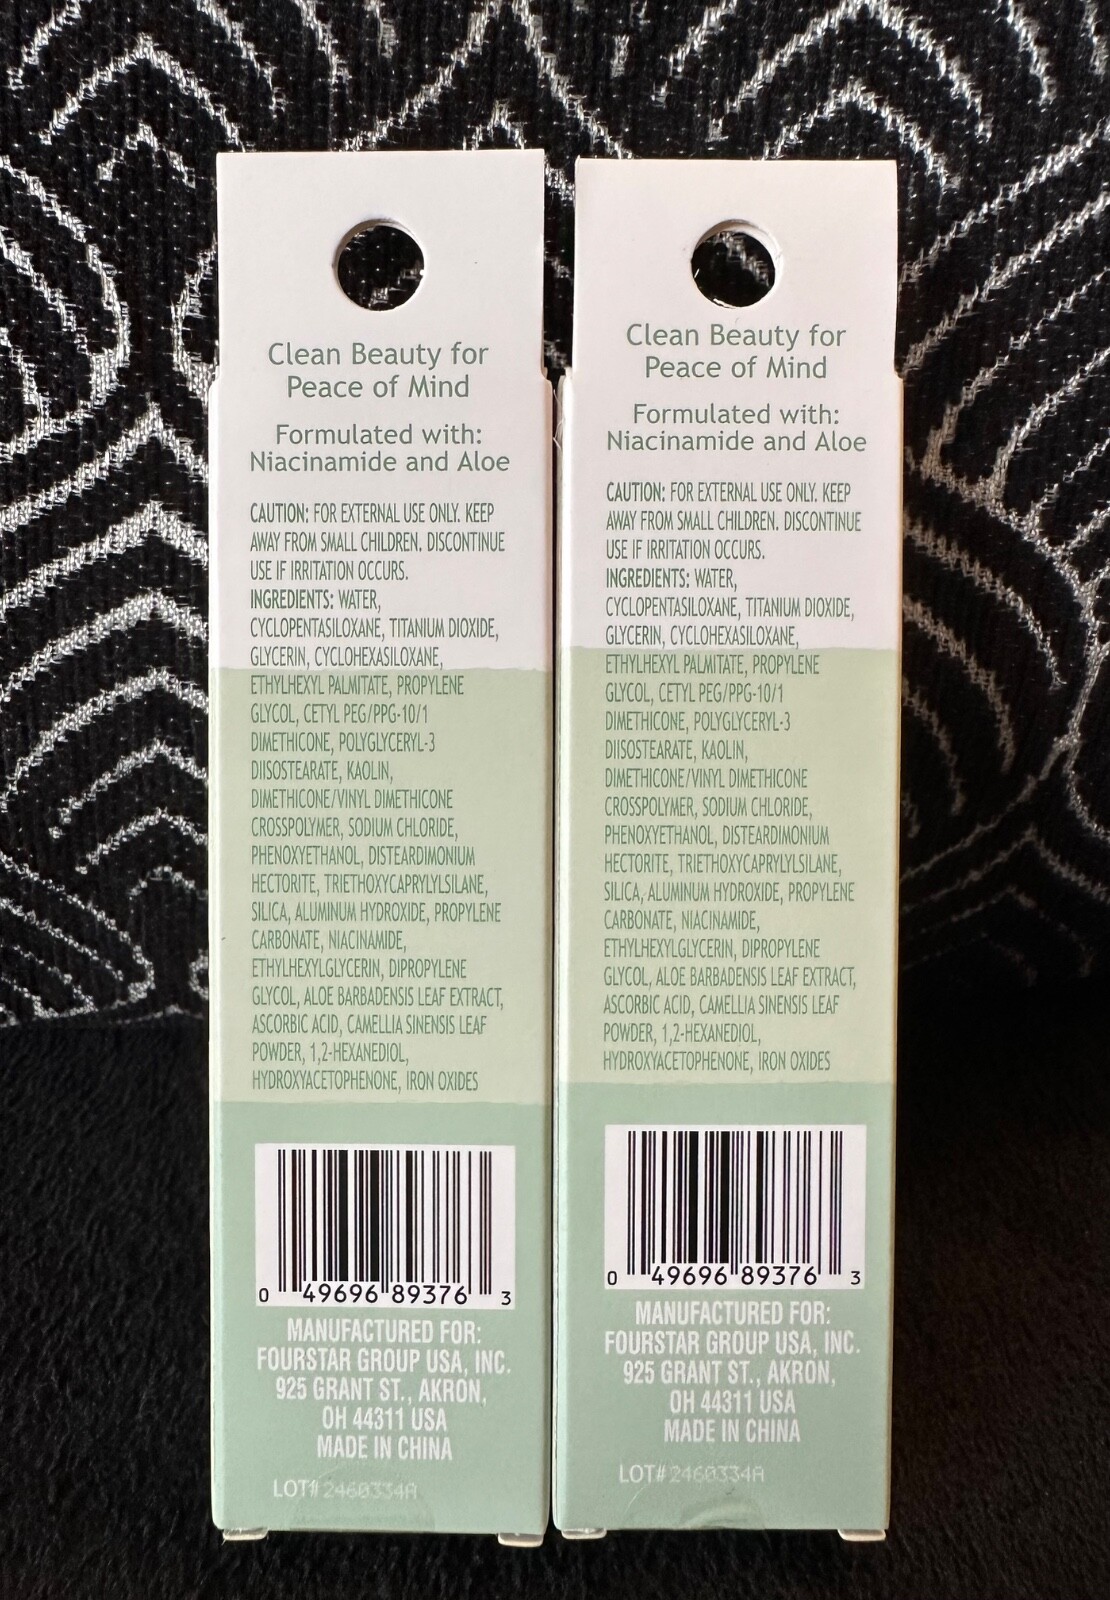 Clean Beauty for
Peace of Mind
Formulated with:
Niacinamide and Aloe
CAUTION: FOR EXTERNAL USE ONLY. KEEP
AWAY FROM SMALL CHILDREN. DISCONTINUE
USE IF IRRITATION OCCURS.
INGREDIENTS: WATER,
CYCLOPENTASILOXANE, TITANIUM DIOXIDE,
GLYCERIN, CYCLOHEXASILOXANE,
ETHYLHEXYL PALMITATE, PROPYLENE
GLYCOL, CETYL PEG/PPG-10/1
DIMETHICONE, POLYGLYCERYL-3
DIISOSTEARATE, KAOLIN,
DIMETHICONE/VINYL DIMETHICONE
CROSSPOLYMER, SODIUM CHLORIDE,
PHENOXYETHANOL, DISTEARDIMONIUM
HECTORITE, TRIETHOXYCAPRYLYLSILANE,
SILICA, ALUMINUM HYDROXIDE, PROPYLENE
CARBONATE, NIACINAMIDE,
ETHYLHEXYLGLYCERIN, DIPROPYLENE
GLYCOL, ALOE BARBADENSIS LEAF EXTRACT,
ASCORBIC ACID, CAMELLIA SINENSIS LEAF
POWDER, 1,2-HEXANEDIOL,
HYDROXYACETOPHENONE, IRON OXIDES
0 49696 89376 3
MANUFACTURED FOR:
FOURSTAR GROUP USA, INC.
925 GRANT ST., AKRON,
OH 44311 USA
MADE IN CHINA
LOT# 2460334A
Clean Beauty for
Peace of Mind
Formulated with:
Niacinamide and Aloe
CAUTION: FOR EXTERNAL USE ONLY. KEEP
AWAY FROM SMALL CHILDREN. DISCONTINUE
USE IF IRRITATION OCCURS.
INGREDIENTS: WATER,
CYCLOPENTASILOXANE, TITANIUM DIOXIDE,
GLYCERIN, CYCLOHEXASILOXANE,
ETHYLHEXYL PALMITATE, PROPYLENE
GLYCOL, CETYL PEG/PPG-10/1
DIMETHICONE, POLYGLYCERYL-3
DIISOSTEARATE, KAOLIN,
DIMETHICONE/VINYL DIMETHICONE
CROSSPOLYMER, SODIUM CHLORIDE,
PHENOXYETHANOL, DISTEARDIMONIUM
HECTORITE, TRIETHOXYCAPRYLYLSILANE,
SILICA, ALUMINUM HYDROXIDE, PROPYLENE
CARBONATE, NIACINAMIDE,
ETHYLHEXYLGLYCERIN, DIPROPYLENE
GLYCOL, ALOE BARBADENSIS LEAF EXTRACT,
ASCORBIC ACID, CAMELLIA SINENSIS LEAF
POWDER, 1,2-HEXANEDIOL,
HYDROXYACETOPHENONE, IRON OXIDES
0 49696 89376 3
MANUFACTURED FOR:
FOURSTAR GROUP USA, INC.
925 GRANT ST., AKRON,
OH 44311 USA
MADE IN CHINA
LOT# 2460334A